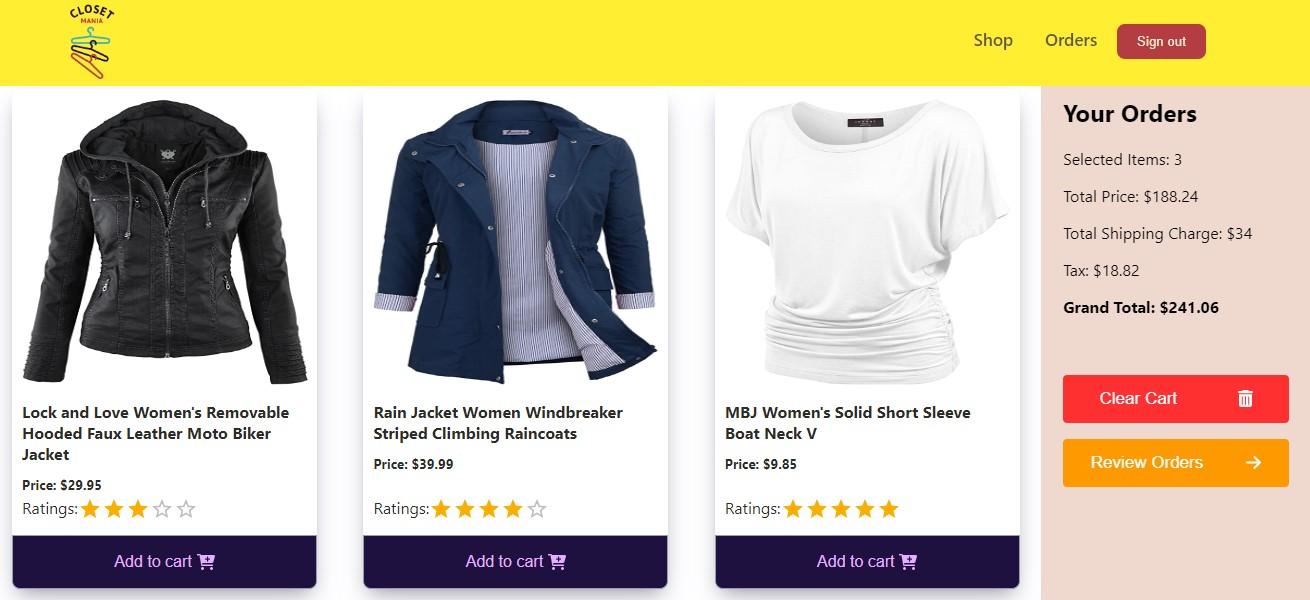 CLOSET
MANIA
Shop
Orders
Sign out
Lock and Love Women's Removable
Hooded Faux Leather Moto Biker
Jacket
Price: $29.95
Ratings:
Add to cart
Rain Jacket Women Windbreaker
Striped Climbing Raincoats
Price: $39.99
Ratings:
Add to cart
MBJ Women's Solid Short Sleeve
Boat Neck V
Price: $9.85
Ratings:
Add to cart
Your Orders
Selected Items: 3
Total Price: $188.24
Total Shipping Charge: $34
Tax: $18.82
Grand Total: $241.06
Clear Cart
Review Orders